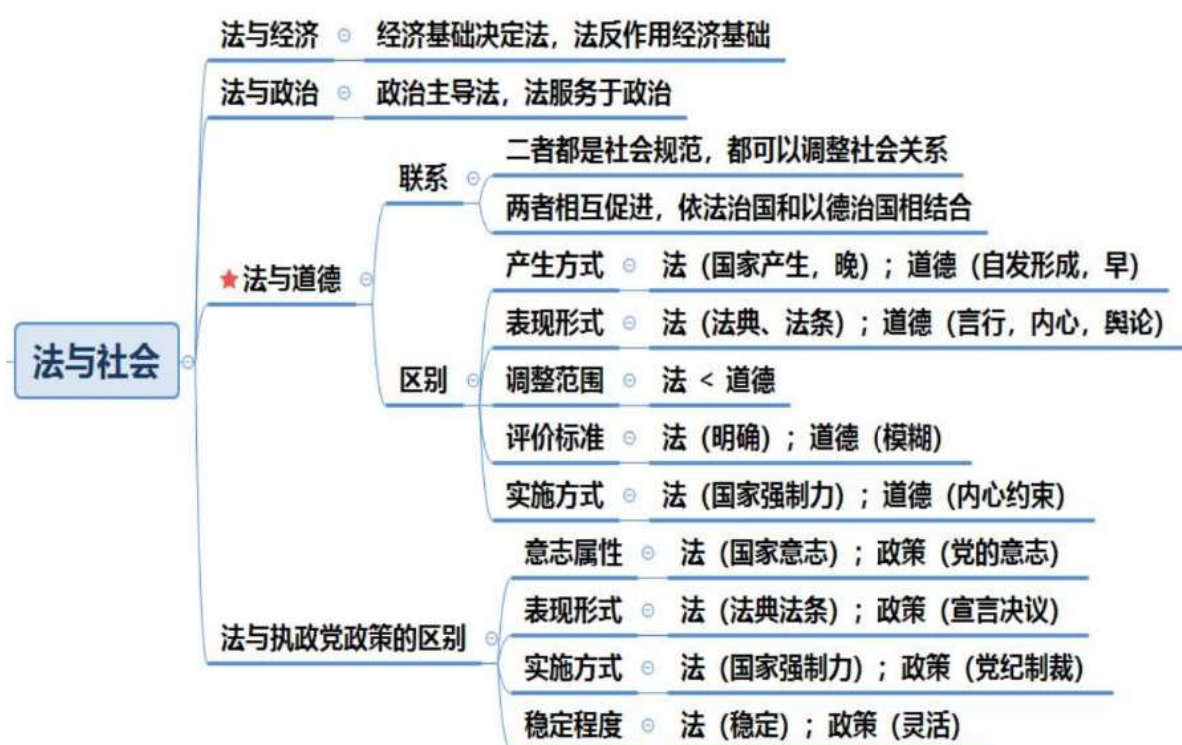 法与社会
法与经济 经济基础决定法，法反作用经济基础
法与政治 政治主导法，法服务于政治
★法与道德
联系
二者都是社会规范，都可以调整社会关系
两者相互促进，依法治国和以德治国相结合
区别
产生方式 法（国家产生，晚）；道德（自发形成，早）
表现形式 法（法典、法条）；道德（言行，内心，舆论）
调整范围 法 < 道德
评价标准 法（明确）；道德（模糊）
实施方式 法（国家强制力）；道德（内心约束）
法与执政党政策的区别
意志属性 法（国家意志）；政策（党的意志）
表现形式 法（法典法条）；政策（宣言决议）
实施方式 法（国家强制力）；政策（党纪制裁）
稳定程度 法（稳定）；政策（灵活）